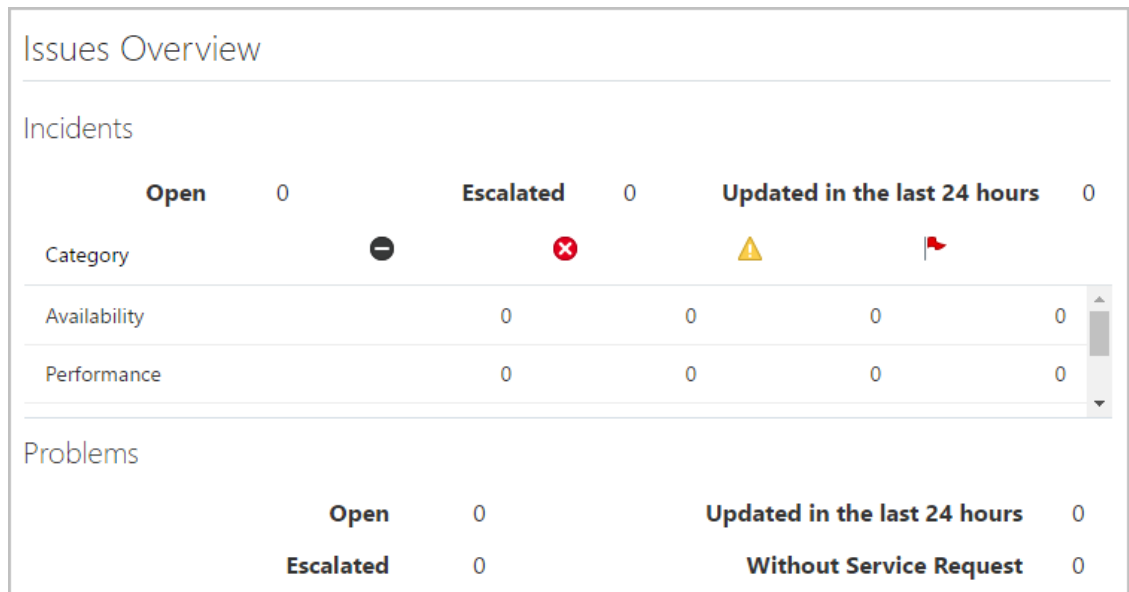 Issues Overview
Incidents
Open 0 Escalated 0 Updated in the last 24 hours 0
Category
Availability 0 0 0 0
Performance 0 0 0 0
Problems
Open 0 Updated in the last 24 hours 0
Escalated 0 Without Service Request 0